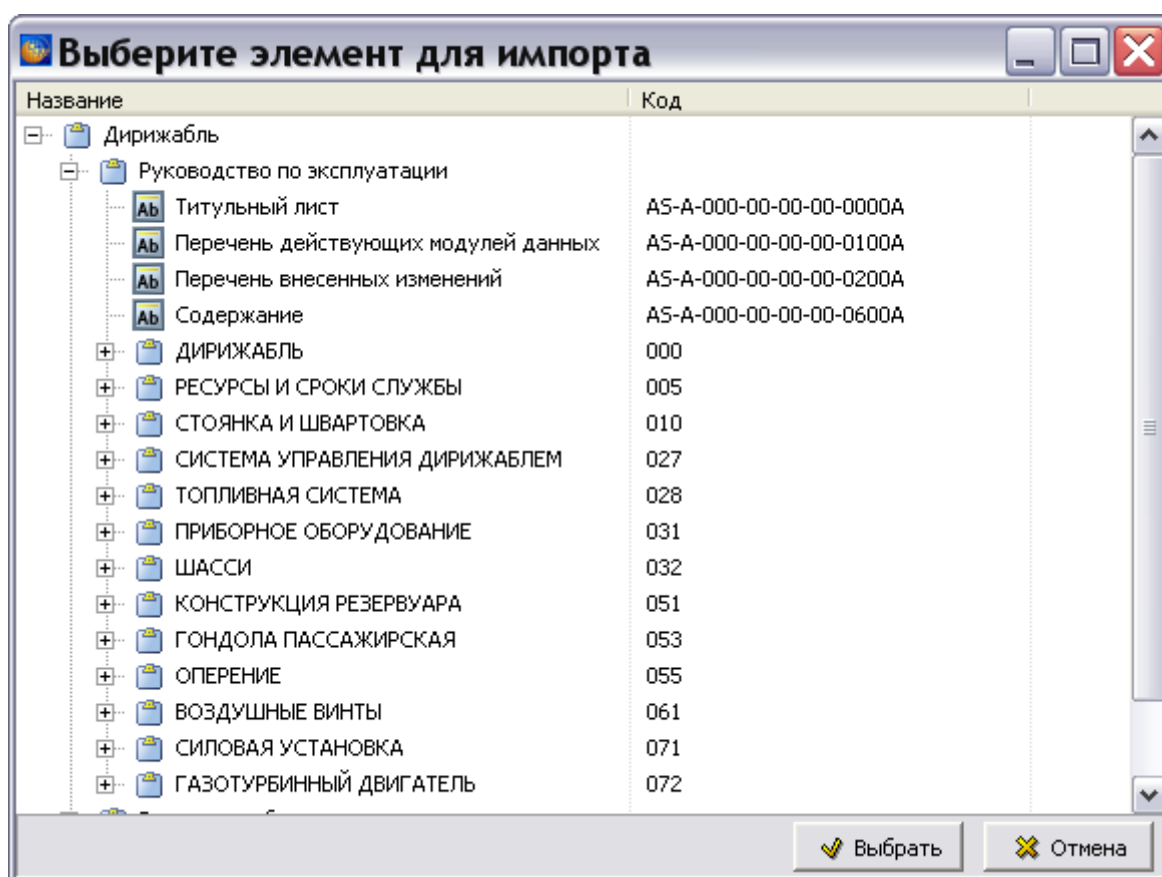 Выберите элемент для импорта
Название Код
Дирижабль
Руководство по эксплуатации
Титульный лист AS-A-000-00-00-00-0000A
Перечень действующих модулей данных AS-A-000-00-00-00-0100A
Перечень внесенных изменений AS-A-000-00-00-00-0200A
Содержание AS-A-000-00-00-00-0600A
ДИРИЖАБЛЬ 000
РЕСУРСЫ И СРОКИ СЛУЖБЫ 005
СТОЯНКА И ШВАРТОВКА 010
СИСТЕМА УПРАВЛЕНИЯ ДИРИЖАБЛЕМ 027
ТОПЛИВНАЯ СИСТЕМА 028
ПРИБОРНОЕ ОБОРУДОВАНИЕ 031
ШАССИ 032
КОНСТРУКЦИЯ РЕЗЕРВУАРА 051
ГОНДОЛА ПАССАЖИРСКАЯ 053
ОПЕРЕНИЕ 055
ВОЗДУШНЫЕ ВИНТЫ 061
СИЛОВАЯ УСТАНОВКА 071
ГАЗОТУРБИННЫЙ ДВИГАТЕЛЬ 072
Выбрать Отмена